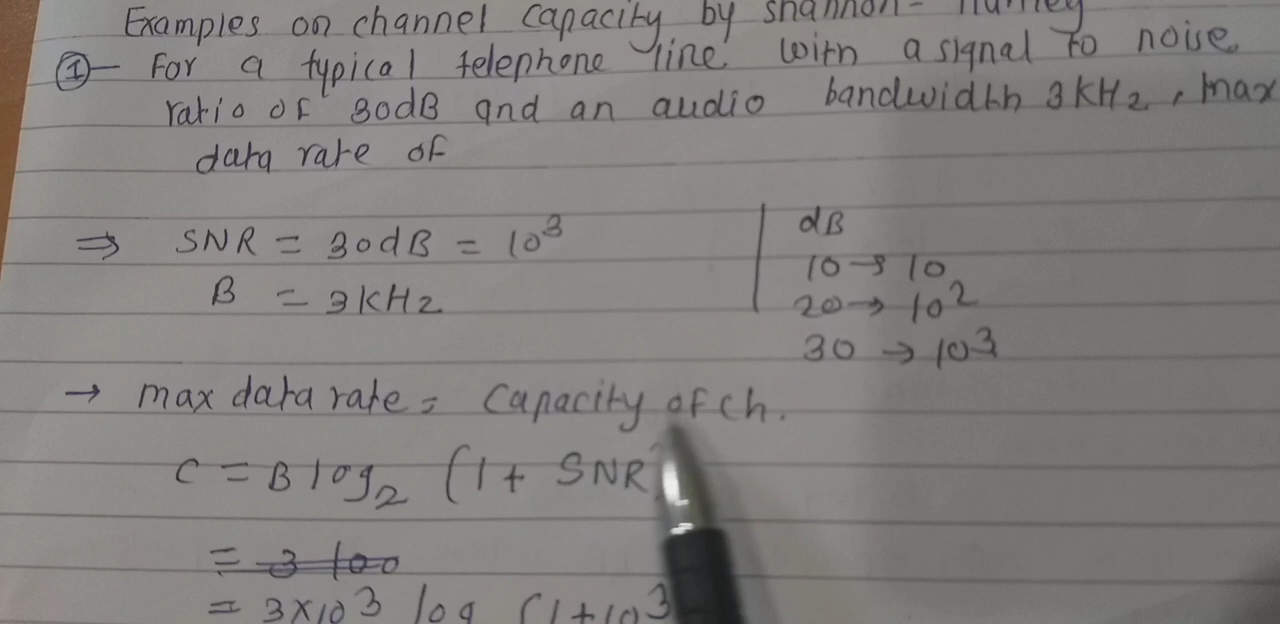 Examples on channel capacity by Shannon-
① - For a typical telephone line with a signal to noise
ratio of 30dB and an audio bandwidth 3KHz, max
data rate of
⇒ SNR = 30dB = 10³
B = 3KHz
dB
10 → 10
20 → 10²
30 → 10³
→ max data rate = Capacity of ch.
C = B log₂ (1 + SNR)
= 3 log
= 3×10³ log (1+10³